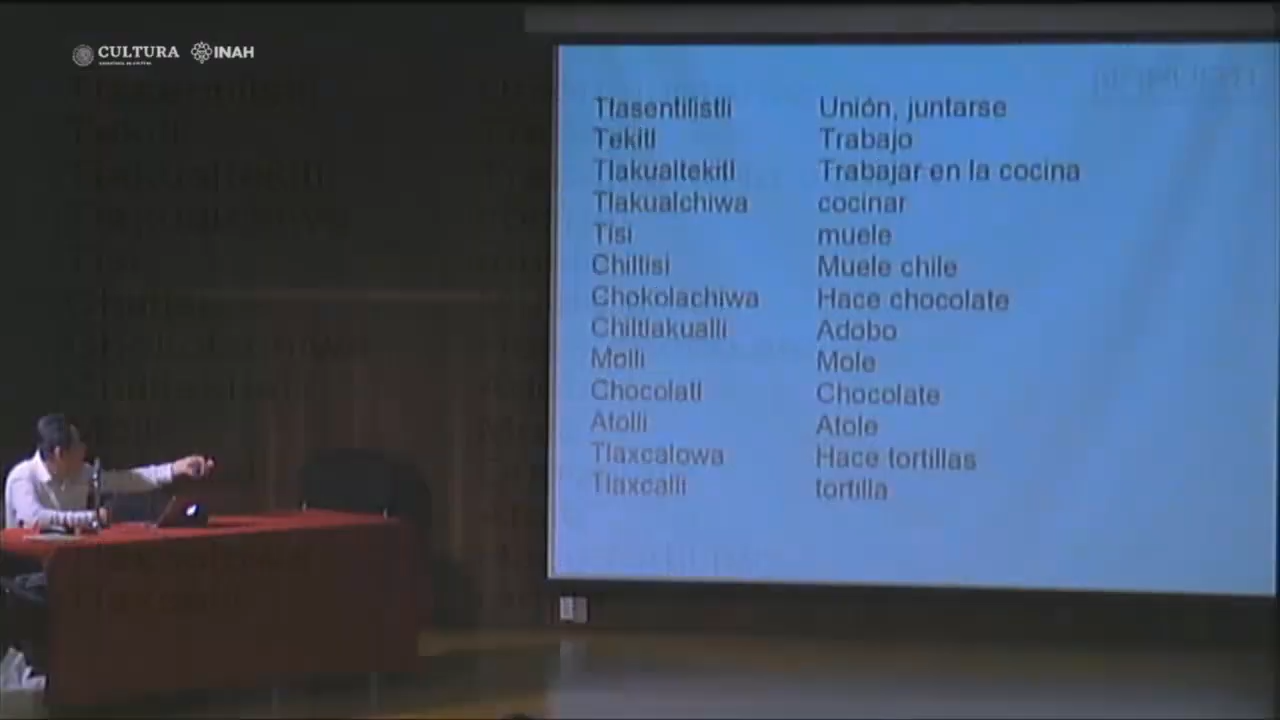 CULTURA INAH
Tlasentilistli Unión, juntarse
Tekitl Trabajo
Tlakualtekitl Trabajar en la cocina
Tlakualchiwa cocinar
Tisi muele
Chiltisi Muele chile
Chokolachiwa Hace chocolate
Chiltlakualli Adobo
Molli Mole
Chocolatl Chocolate
Atolli Atole
Tlaxcalowa Hace tortillas
Tlaxcalli tortilla